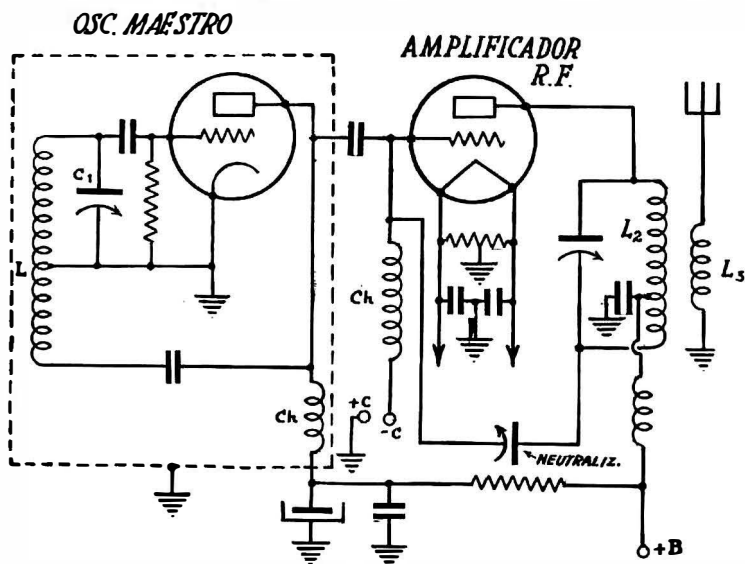 OSC. MAESTRO
AMPLIFICADOR
R.F.
C1
L
Ch
L2
L3
Ch
+C
-C
NEUTRALIZ.
+B